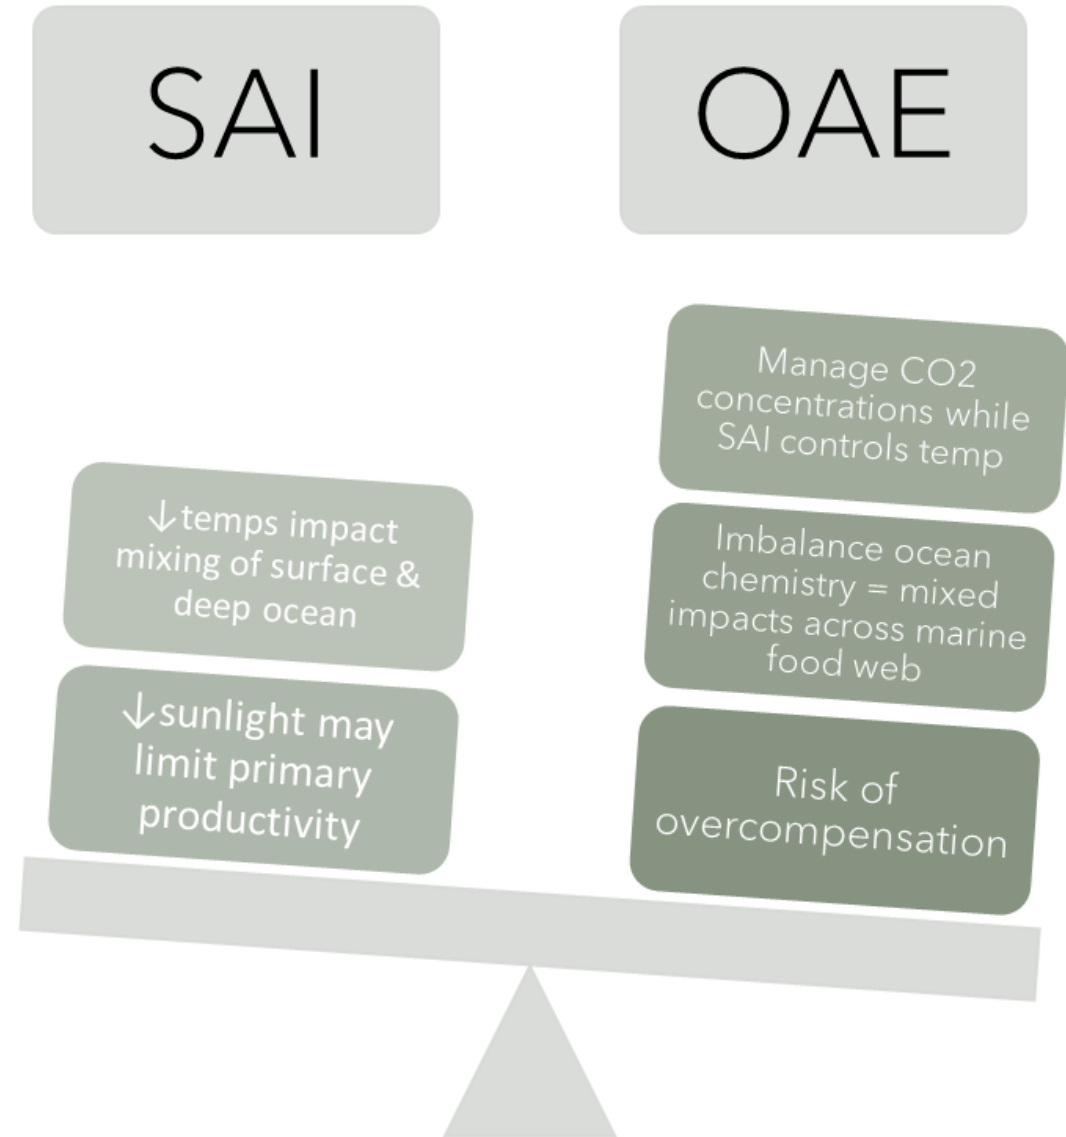 SAI
OAE
↓temps impact
mixing of surface &
deep ocean
↓sunlight may
limit primary
productivity
Manage CO2
concentrations while
SAI controls temp
Imbalance ocean
chemistry = mixed
impacts across marine
food web
Risk of
overcompensation